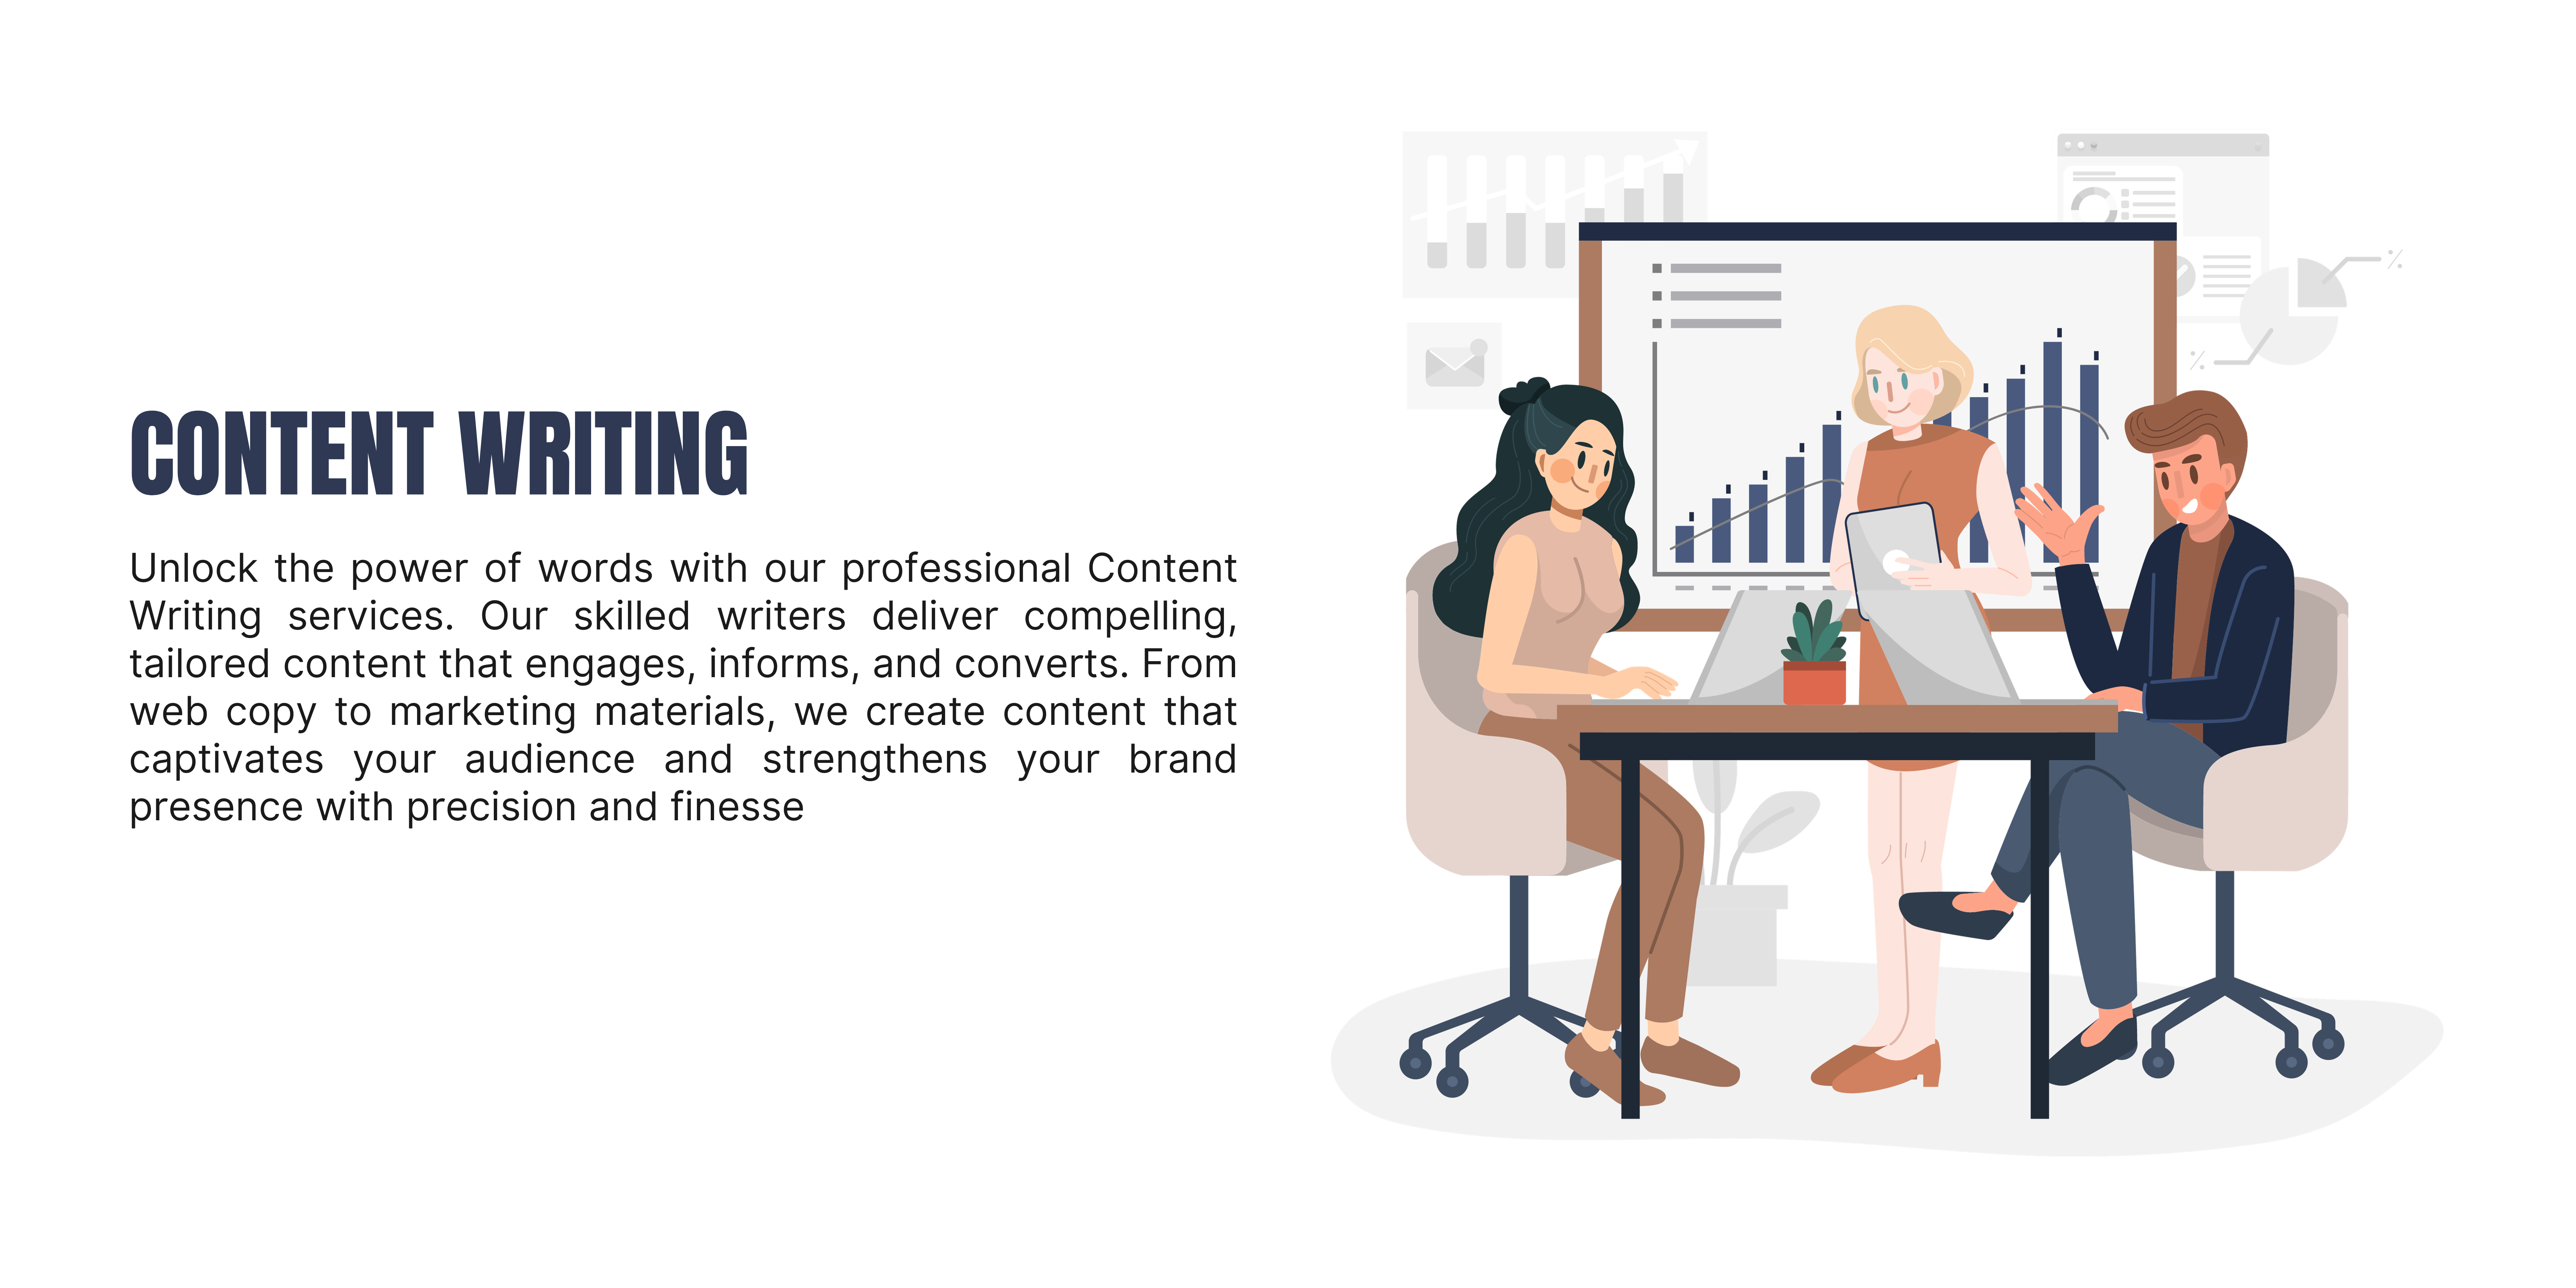 CONTENT WRITING
Unlock the power of words with our professional Content
Writing services. Our skilled writers deliver compelling,
tailored content that engages, informs, and converts. From
web copy to marketing materials, we create content that
captivates your audience and strengthens your brand
presence with precision and finesse
%
%